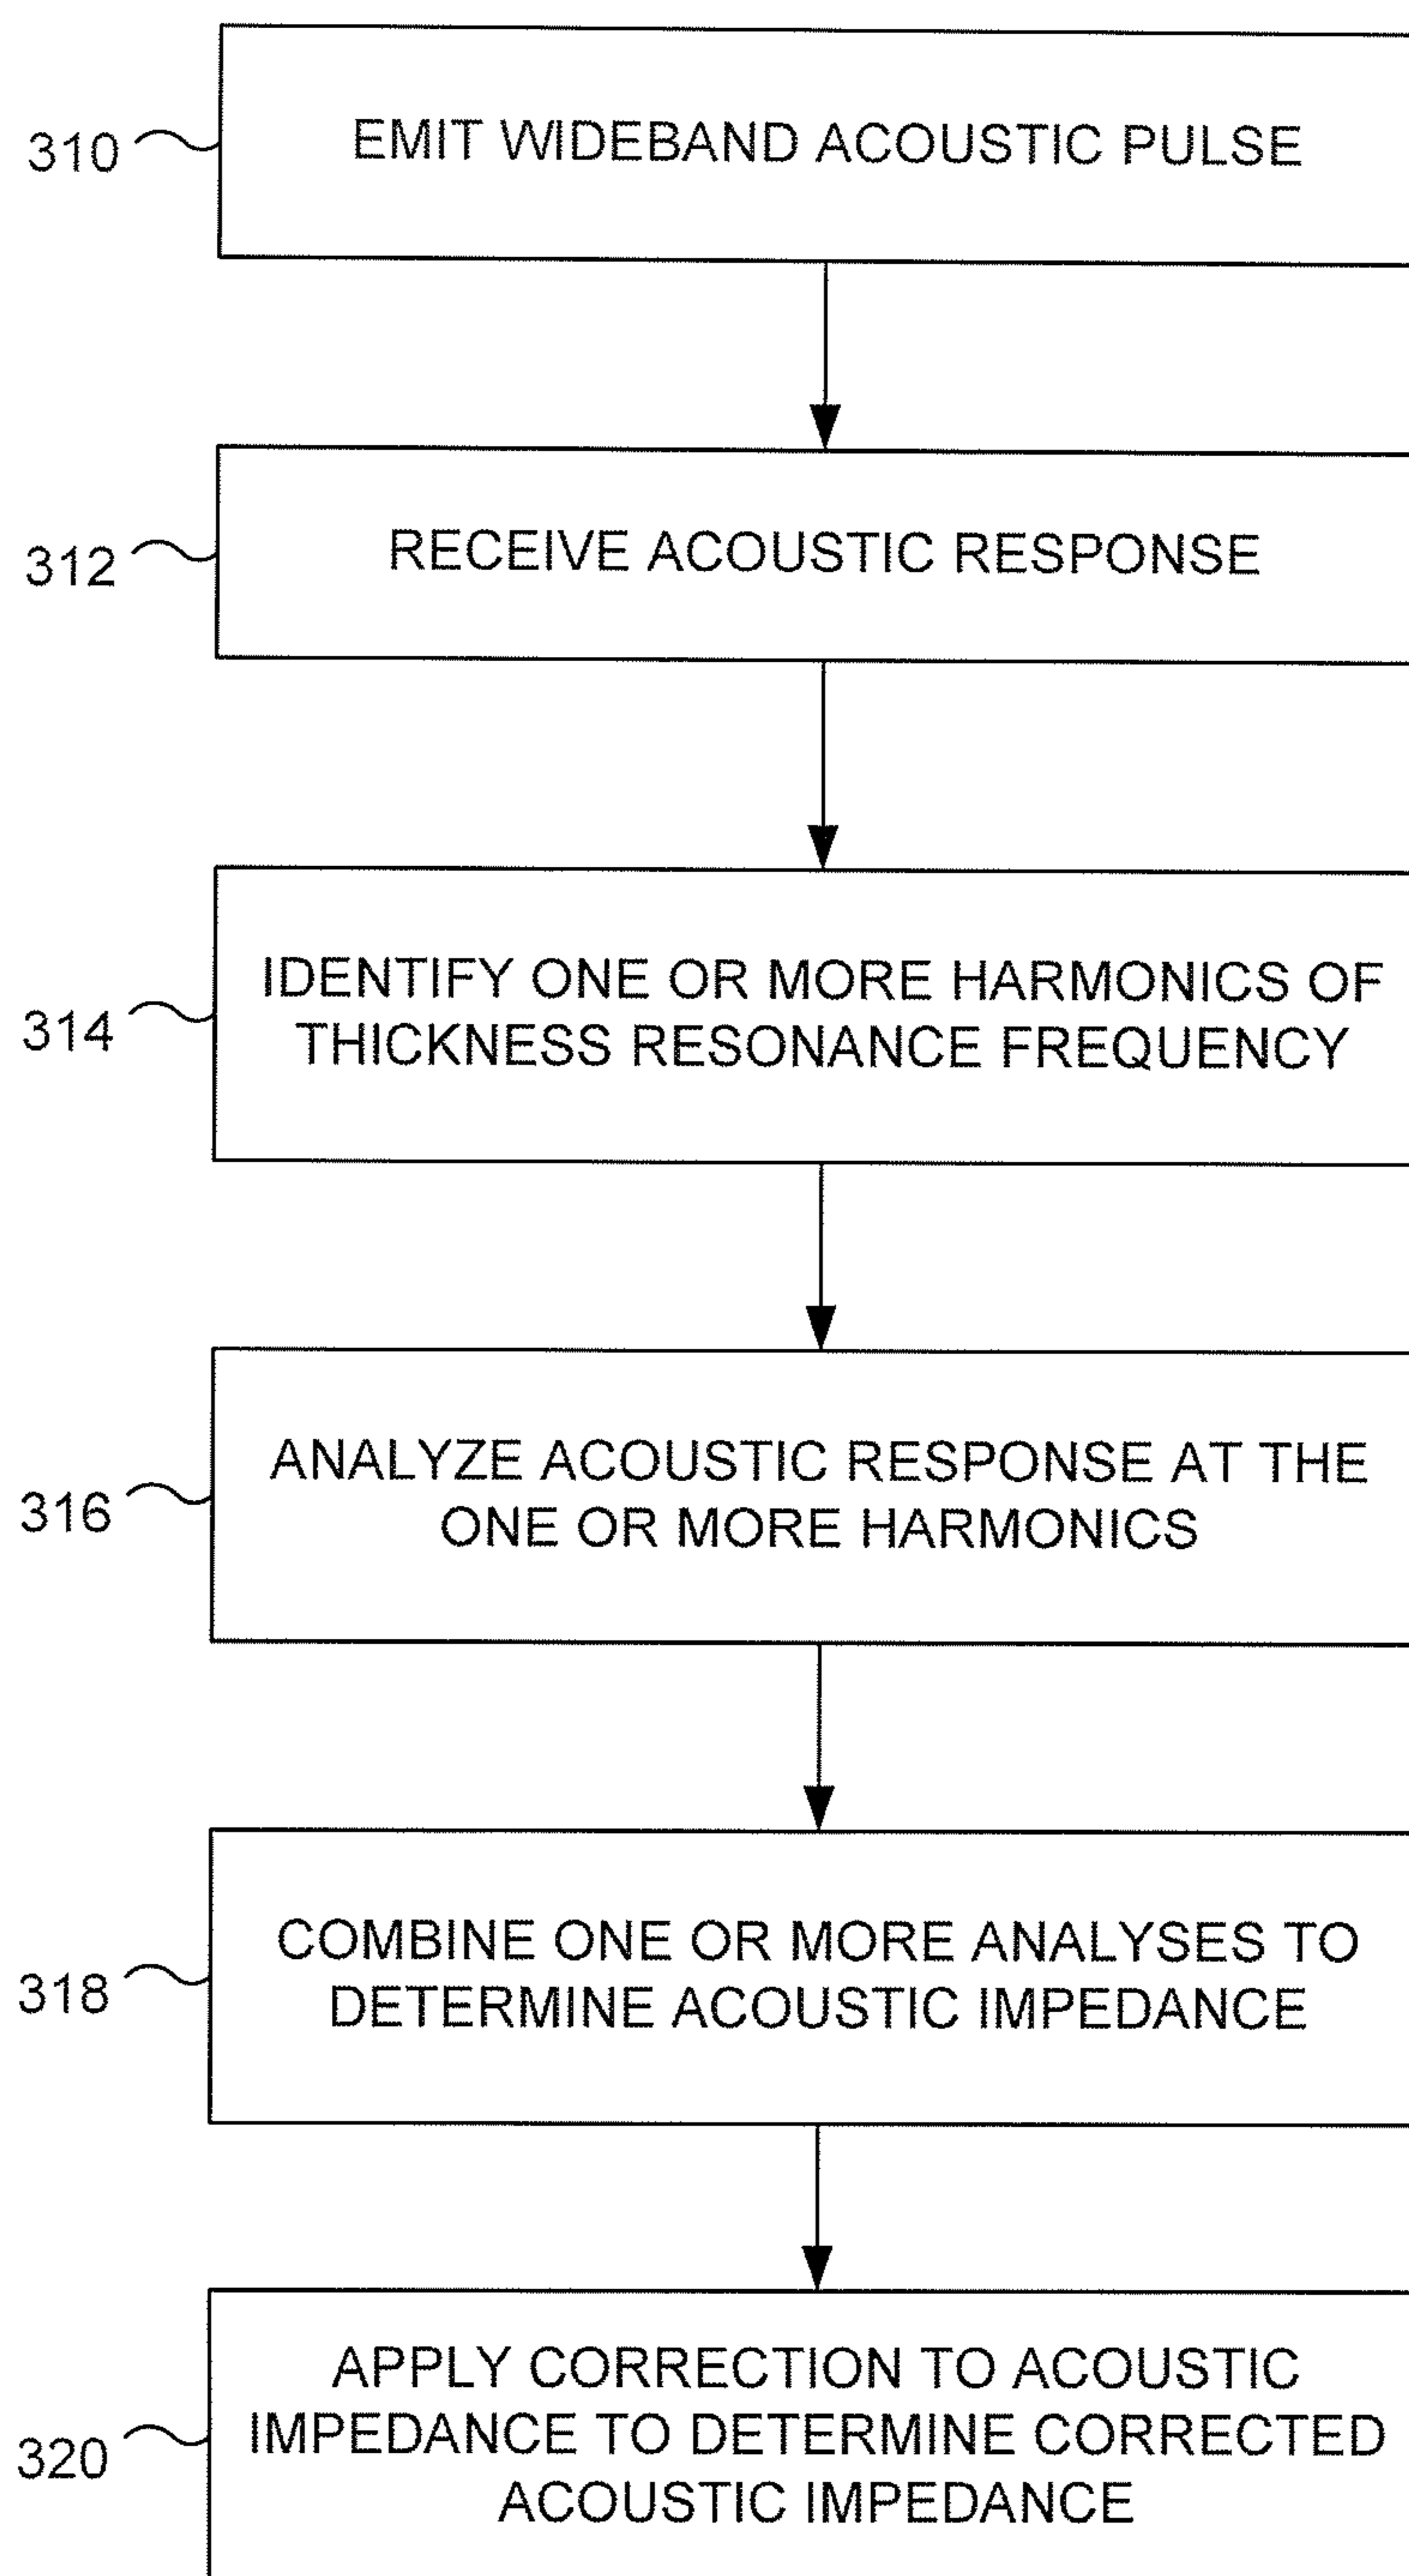 310
EMIT WIDEBAND ACOUSTIC PULSE
312
RECEIVE ACOUSTIC RESPONSE
314
IDENTIFY ONE OR MORE HARMONICS OF
THICKNESS RESONANCE FREQUENCY
316
ANALYZE ACOUSTIC RESPONSE AT THE
ONE OR MORE HARMONICS
318
COMBINE ONE OR MORE ANALYSES TO
DETERMINE ACOUSTIC IMPEDANCE
320
APPLY CORRECTION TO ACOUSTIC
IMPEDANCE TO DETERMINE CORRECTED
ACOUSTIC IMPEDANCE